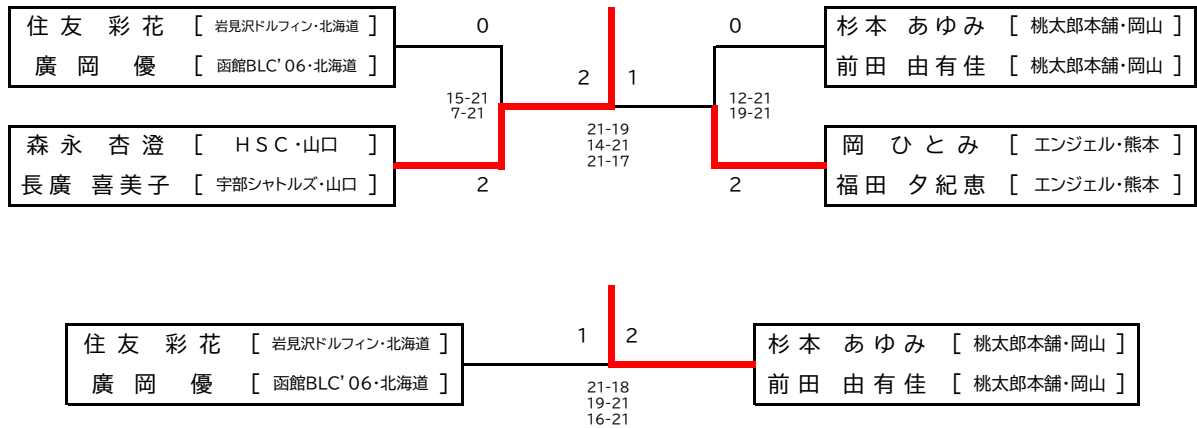 住友 彩花 [ 岩見沢ドルフィン・北海道 ]
廣岡 優 [ 函館BLC’06・北海道 ]
0
15-21
7-21
森永 杏澄 [ HSC・山口 ]
長廣 喜美子 [ 宇部シャトルズ・山口 ]
2
2 1
21-19
14-21
21-17
0
杉本 あゆみ [ 桃太郎本舗・岡山 ]
前田 由有佳 [ 桃太郎本舗・岡山 ]
12-21
19-21
2
岡 ひとみ [ エンジェル・熊本 ]
福田 夕紀恵 [ エンジェル・熊本 ]
住友 彩花 [ 岩見沢ドルフィン・北海道 ]
廣岡 優 [ 函館BLC’06・北海道 ]
1 2
21-18
19-21
16-21
杉本 あゆみ [ 桃太郎本舗・岡山 ]
前田 由有佳 [ 桃太郎本舗・岡山 ]